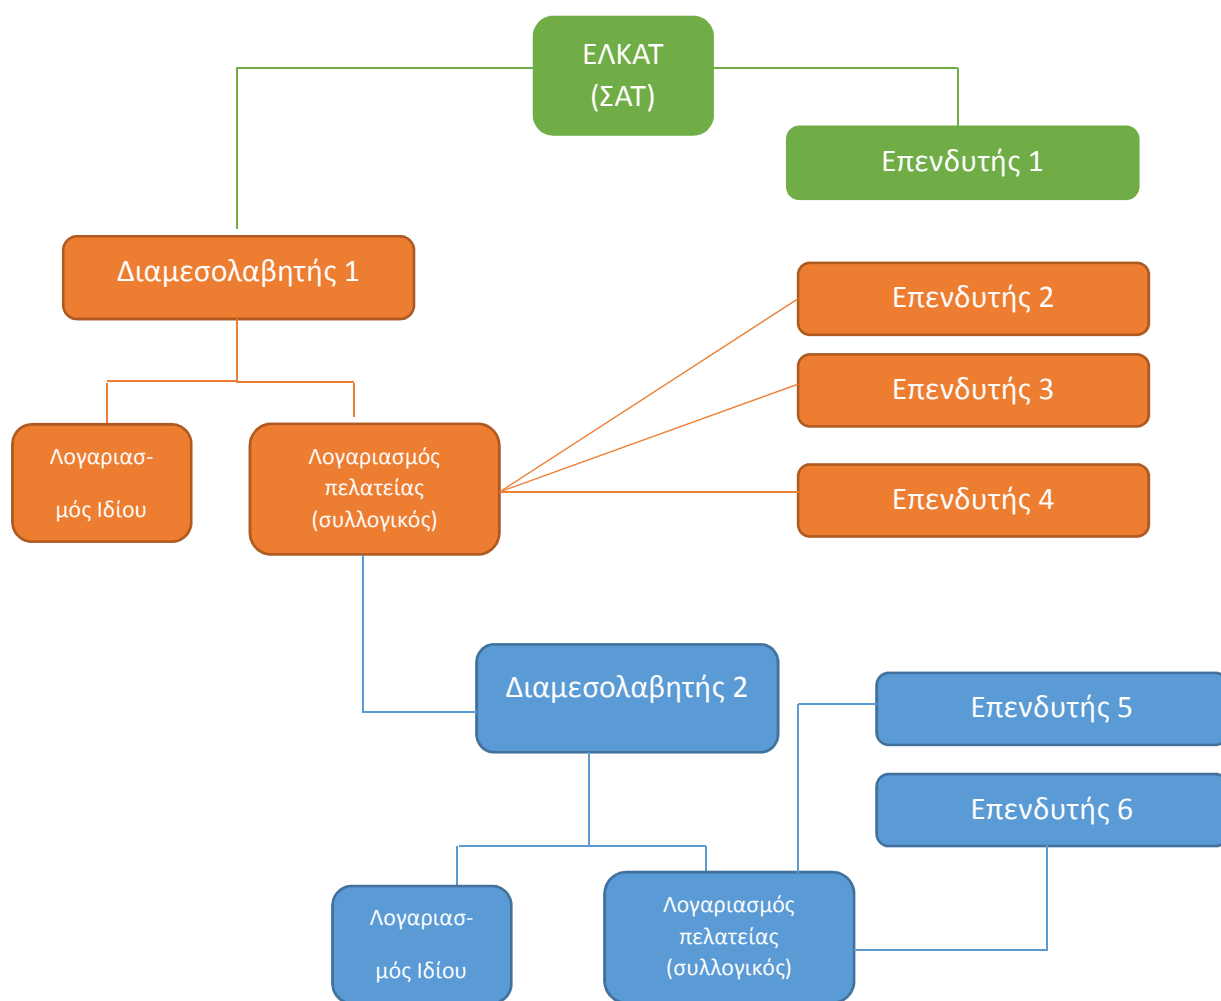 ΕΛΚΑΤ
(ΣΑΤ)
Επενδυτής 1
Διαμεσολαβητής 1
Επενδυτής 2
Επενδυτής 3
Λογαριασ-
μός Ιδίου
Λογαριασμός
πελατείας
(συλλογικός)
Επενδυτής 4
Διαμεσολαβητής 2
Επενδυτής 5
Επενδυτής 6
Λογαριασ-
μός Ιδίου
Λογαριασμός
πελατείας
(συλλογικός)